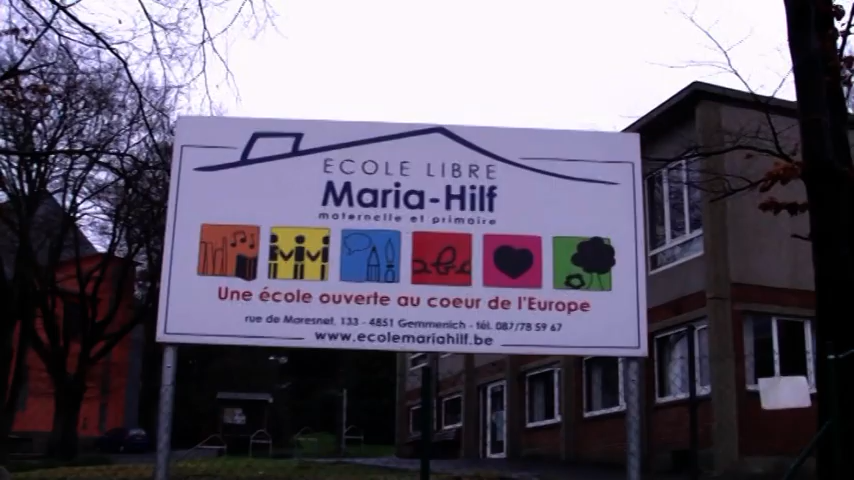 ECOLE LIBRE
Maria-Hilf
maternelle et primaire
abc
Une école ouverte au coeur de l'Europe
rue de Moresnet, 133 - 4851 Gemmenich - tél. 087/78 59 67
www.ecolemariahilf.be